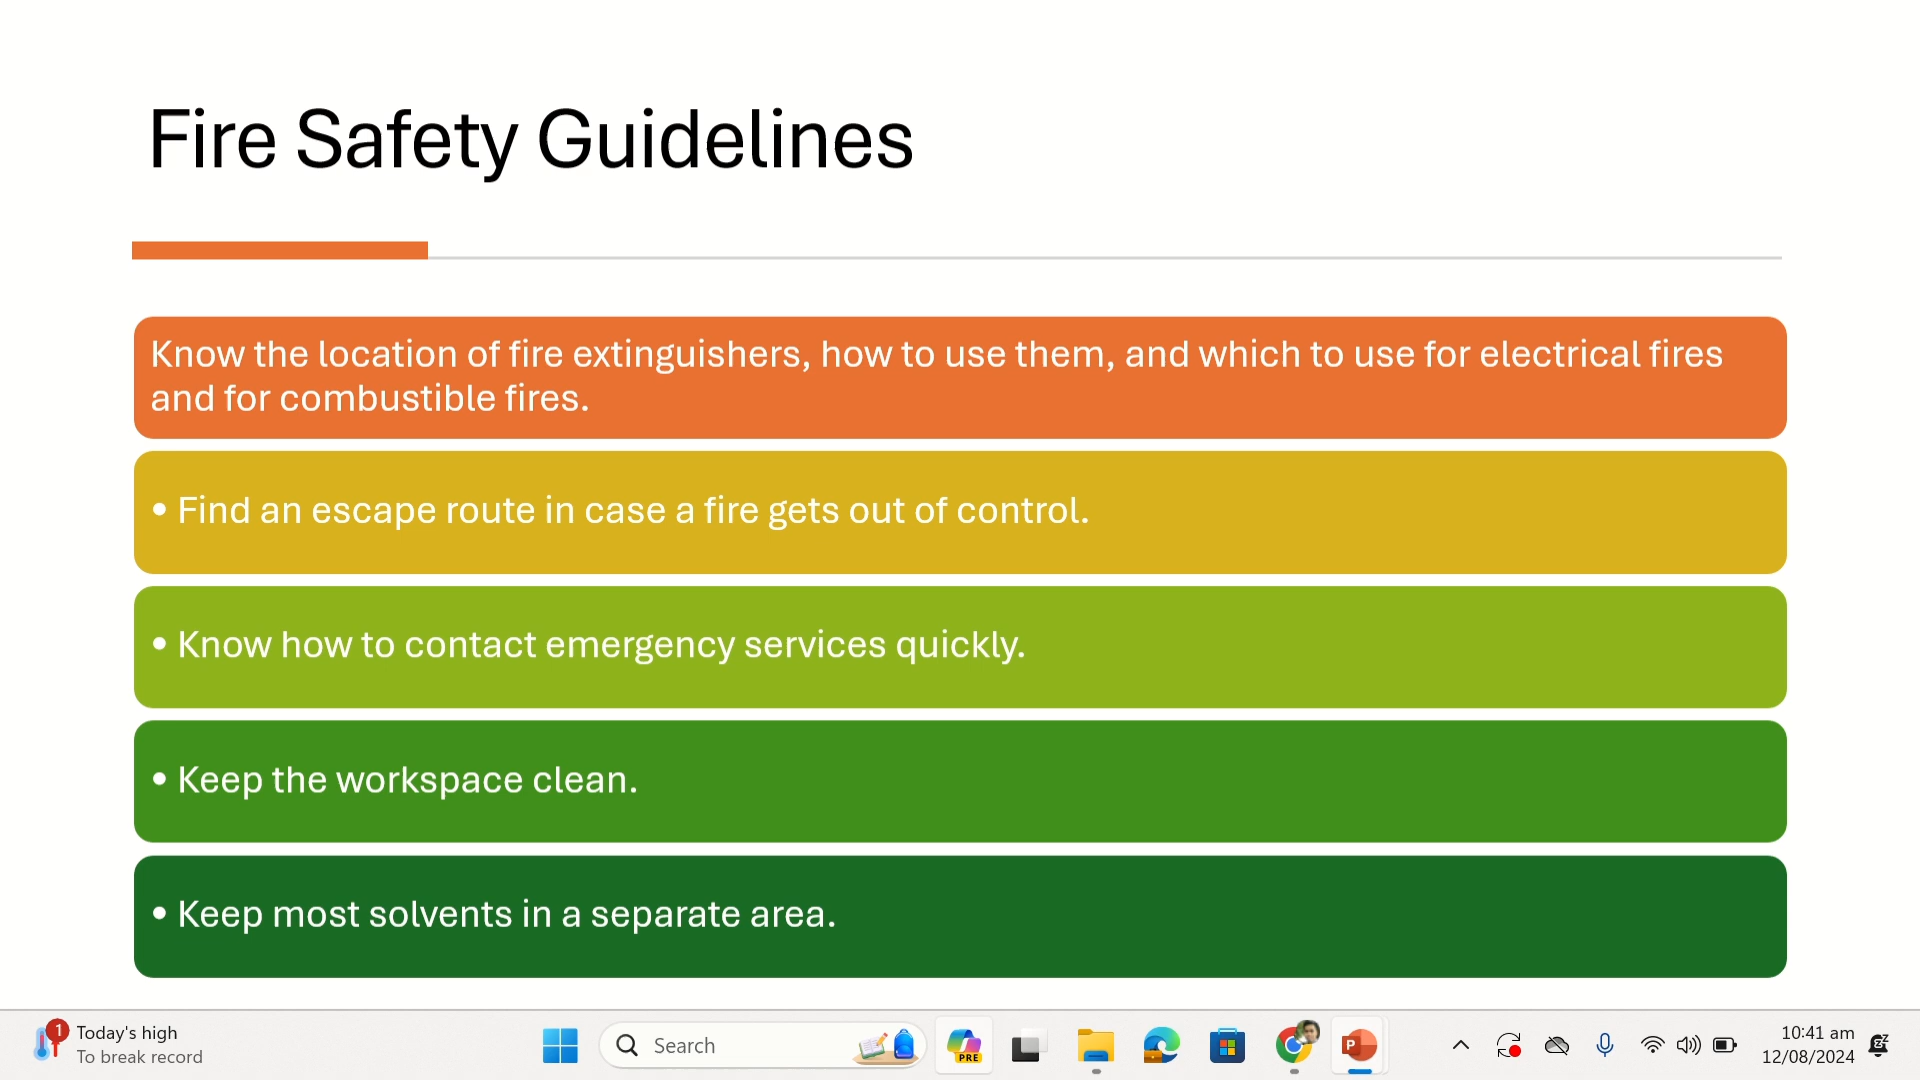 Fire Safety Guidelines
Know the location of fire extinguishers, how to use them, and which to use for electrical fires
and for combustible fires.
• Find an escape route in case a fire gets out of control.
• Know how to contact emergency services quickly.
• Keep the workspace clean.
• Keep most solvents in a separate area.
1
Today's high
To break record
Search
PRE
P
10:41 am
12/08/2024